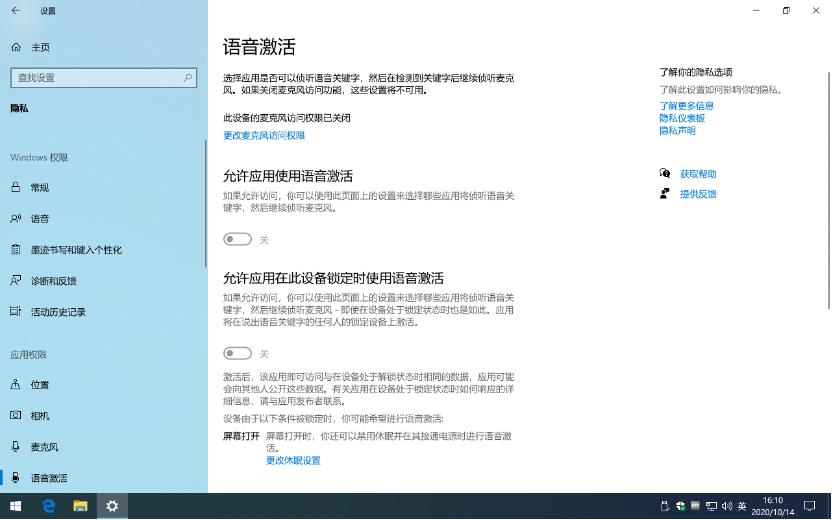 设置
主页
查找设置
隐私
Windows 权限
常规
语音
墨迹书写和键入个性化
诊断和反馈
活动历史记录
应用权限
位置
相机
麦克风
语音激活
语音激活
选择应用是否可以侦听语音关键字，然后在检测到关键字后继续侦听麦克
风。如果关闭麦克风访问功能，这些设置将不可用。
此设备的麦克风访问权限已关闭
更改麦克风访问权限
允许应用使用语音激活
如果允许访问，你可以使用此页面上的设置来选择哪些应用将侦听语音关
键字，然后继续侦听麦克风。
关
允许应用在此设备锁定时使用语音激活
如果允许访问，你可以使用此页面上的设置来选择哪些应用将侦听语音关
键字，然后继续侦听麦克风 - 即使在设备处于锁定状态时也是如此。应用
将在说出语音关键字的任何人的锁定设备上激活。
关
激活后，该应用即可访问与在设备处于解锁状态时相同的数据，应用可能
会向其他人公开这些数据。有关应用在设备处于锁定状态时如何响应的详
细信息，请与应用发布者联系。
设备由于以下条件被锁定时，你可能希望进行语音激活:
屏幕打开 屏幕打开时，你还可以禁用休眠并在其接通电源时进行语音激
活。
更改休眠设置
了解你的隐私选项
了解此设置如何影响你的隐私。
了解更多信息
隐私仪表板
隐私声明
获取帮助
提供反馈
英
16:10
2020/10/14